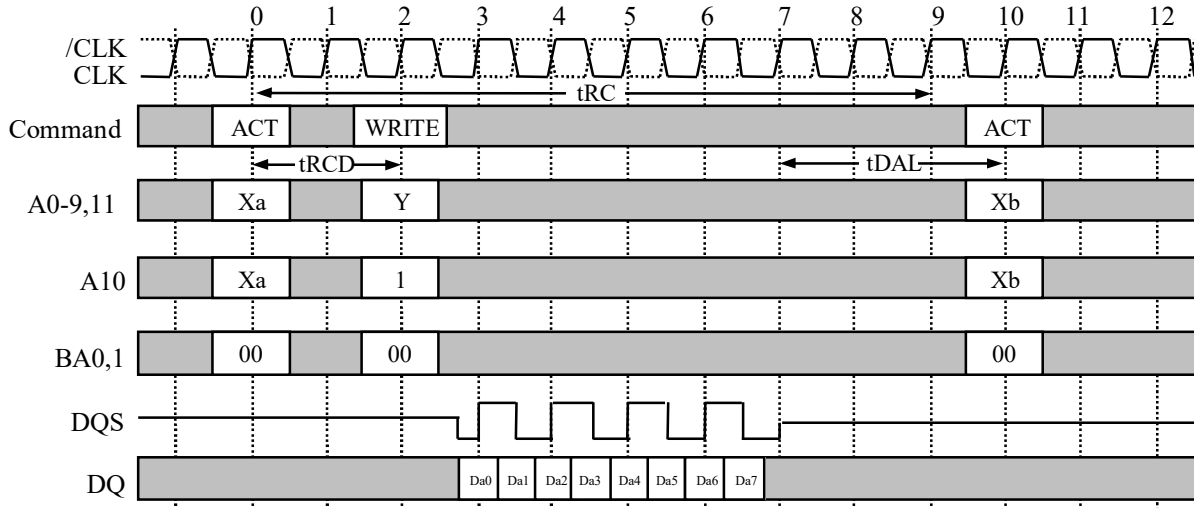 0 1 2 3 4 5 6 7 8 9 10 11 12
/CLK
CLK
tRC
Command ACT WRITE ACT
tRCD tDAL
A0-9,11 Xa Y Xb
A10 Xa 1 Xb
BA0,1 00 00 00
DQS
DQ Da0 Da1 Da2 Da3 Da4 Da5 Da6 Da7